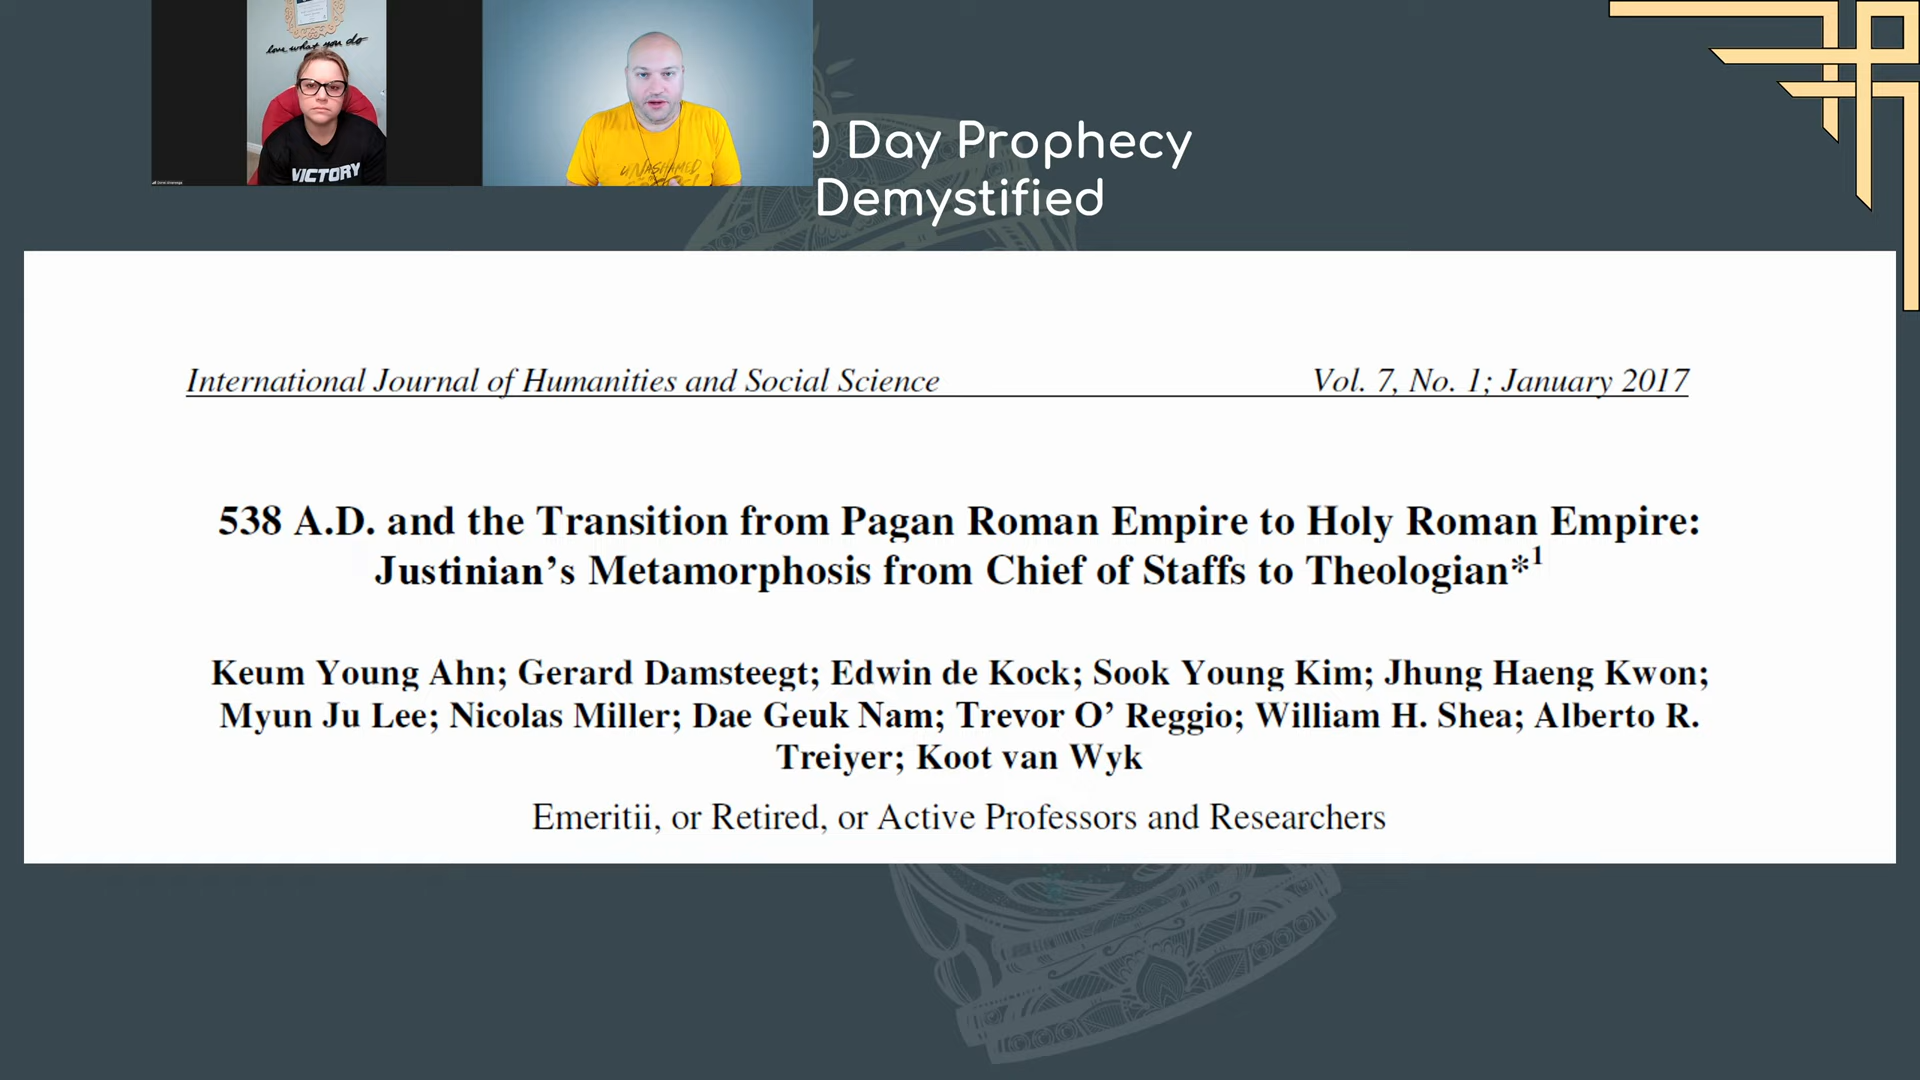 love what you do
VICTORY
UNASHAMED
0 Day Prophecy
Demystified
International Journal of Humanities and Social Science Vol. 7, No. 1; January 2017
538 A.D. and the Transition from Pagan Roman Empire to Holy Roman Empire:
Justinian's Metamorphosis from Chief of Staffs to Theologian*1
Keum Young Ahn; Gerard Damsteegt; Edwin de Kock; Sook Young Kim; Jhung Haeng Kwon;
Myun Ju Lee; Nicolas Miller; Dae Geuk Nam; Trevor O' Reggio; William H. Shea; Alberto R.
Treiyer; Koot van Wyk
Emeritii, or Retired, or Active Professors and Researchers